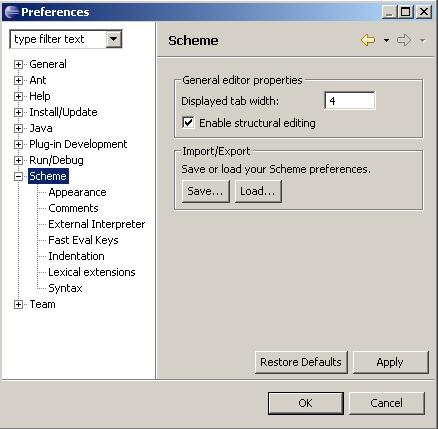 Preferences
type filter text
General
Ant
Help
Install/Update
Java
Plug-in Development
Run/Debug
Scheme
Appearance
Comments
External Interpreter
Fast Eval Keys
Indentation
Lexical extensions
Syntax
Team
Scheme
General editor properties
Displayed tab width: 4
Enable structural editing
Import/Export
Save or load your Scheme preferences.
Save... Load...
Restore Defaults Apply
OK Cancel